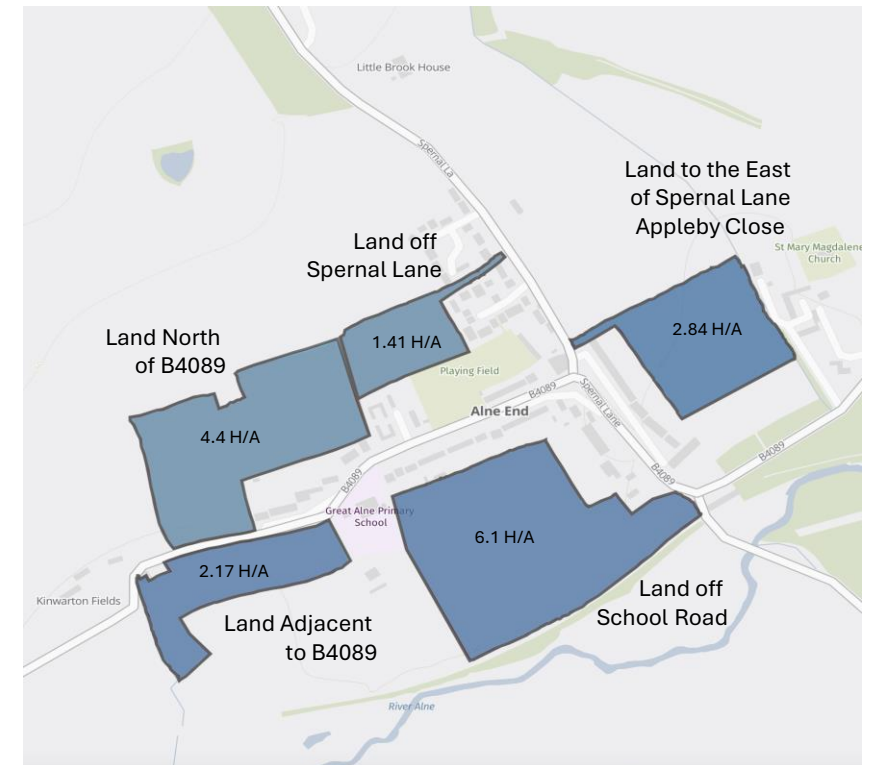 Little Brook House
Spernal La
Land to the East
of Spernal Lane
Appleby Close
St Mary Magdalene
Church
Land off
Spernal Lane
2.84 H/A
Land North
of B4089
1.41 H/A
Playing Field
B4089
Spernal Lane
Alne End
4.4 H/A
B4089
B4089
B4089
Great Alne Primary
School
6.1 H/A
2.17 H/A
Kinwarton Fields
Land off
School Road
Land Adjacent
to B4089
River Alne